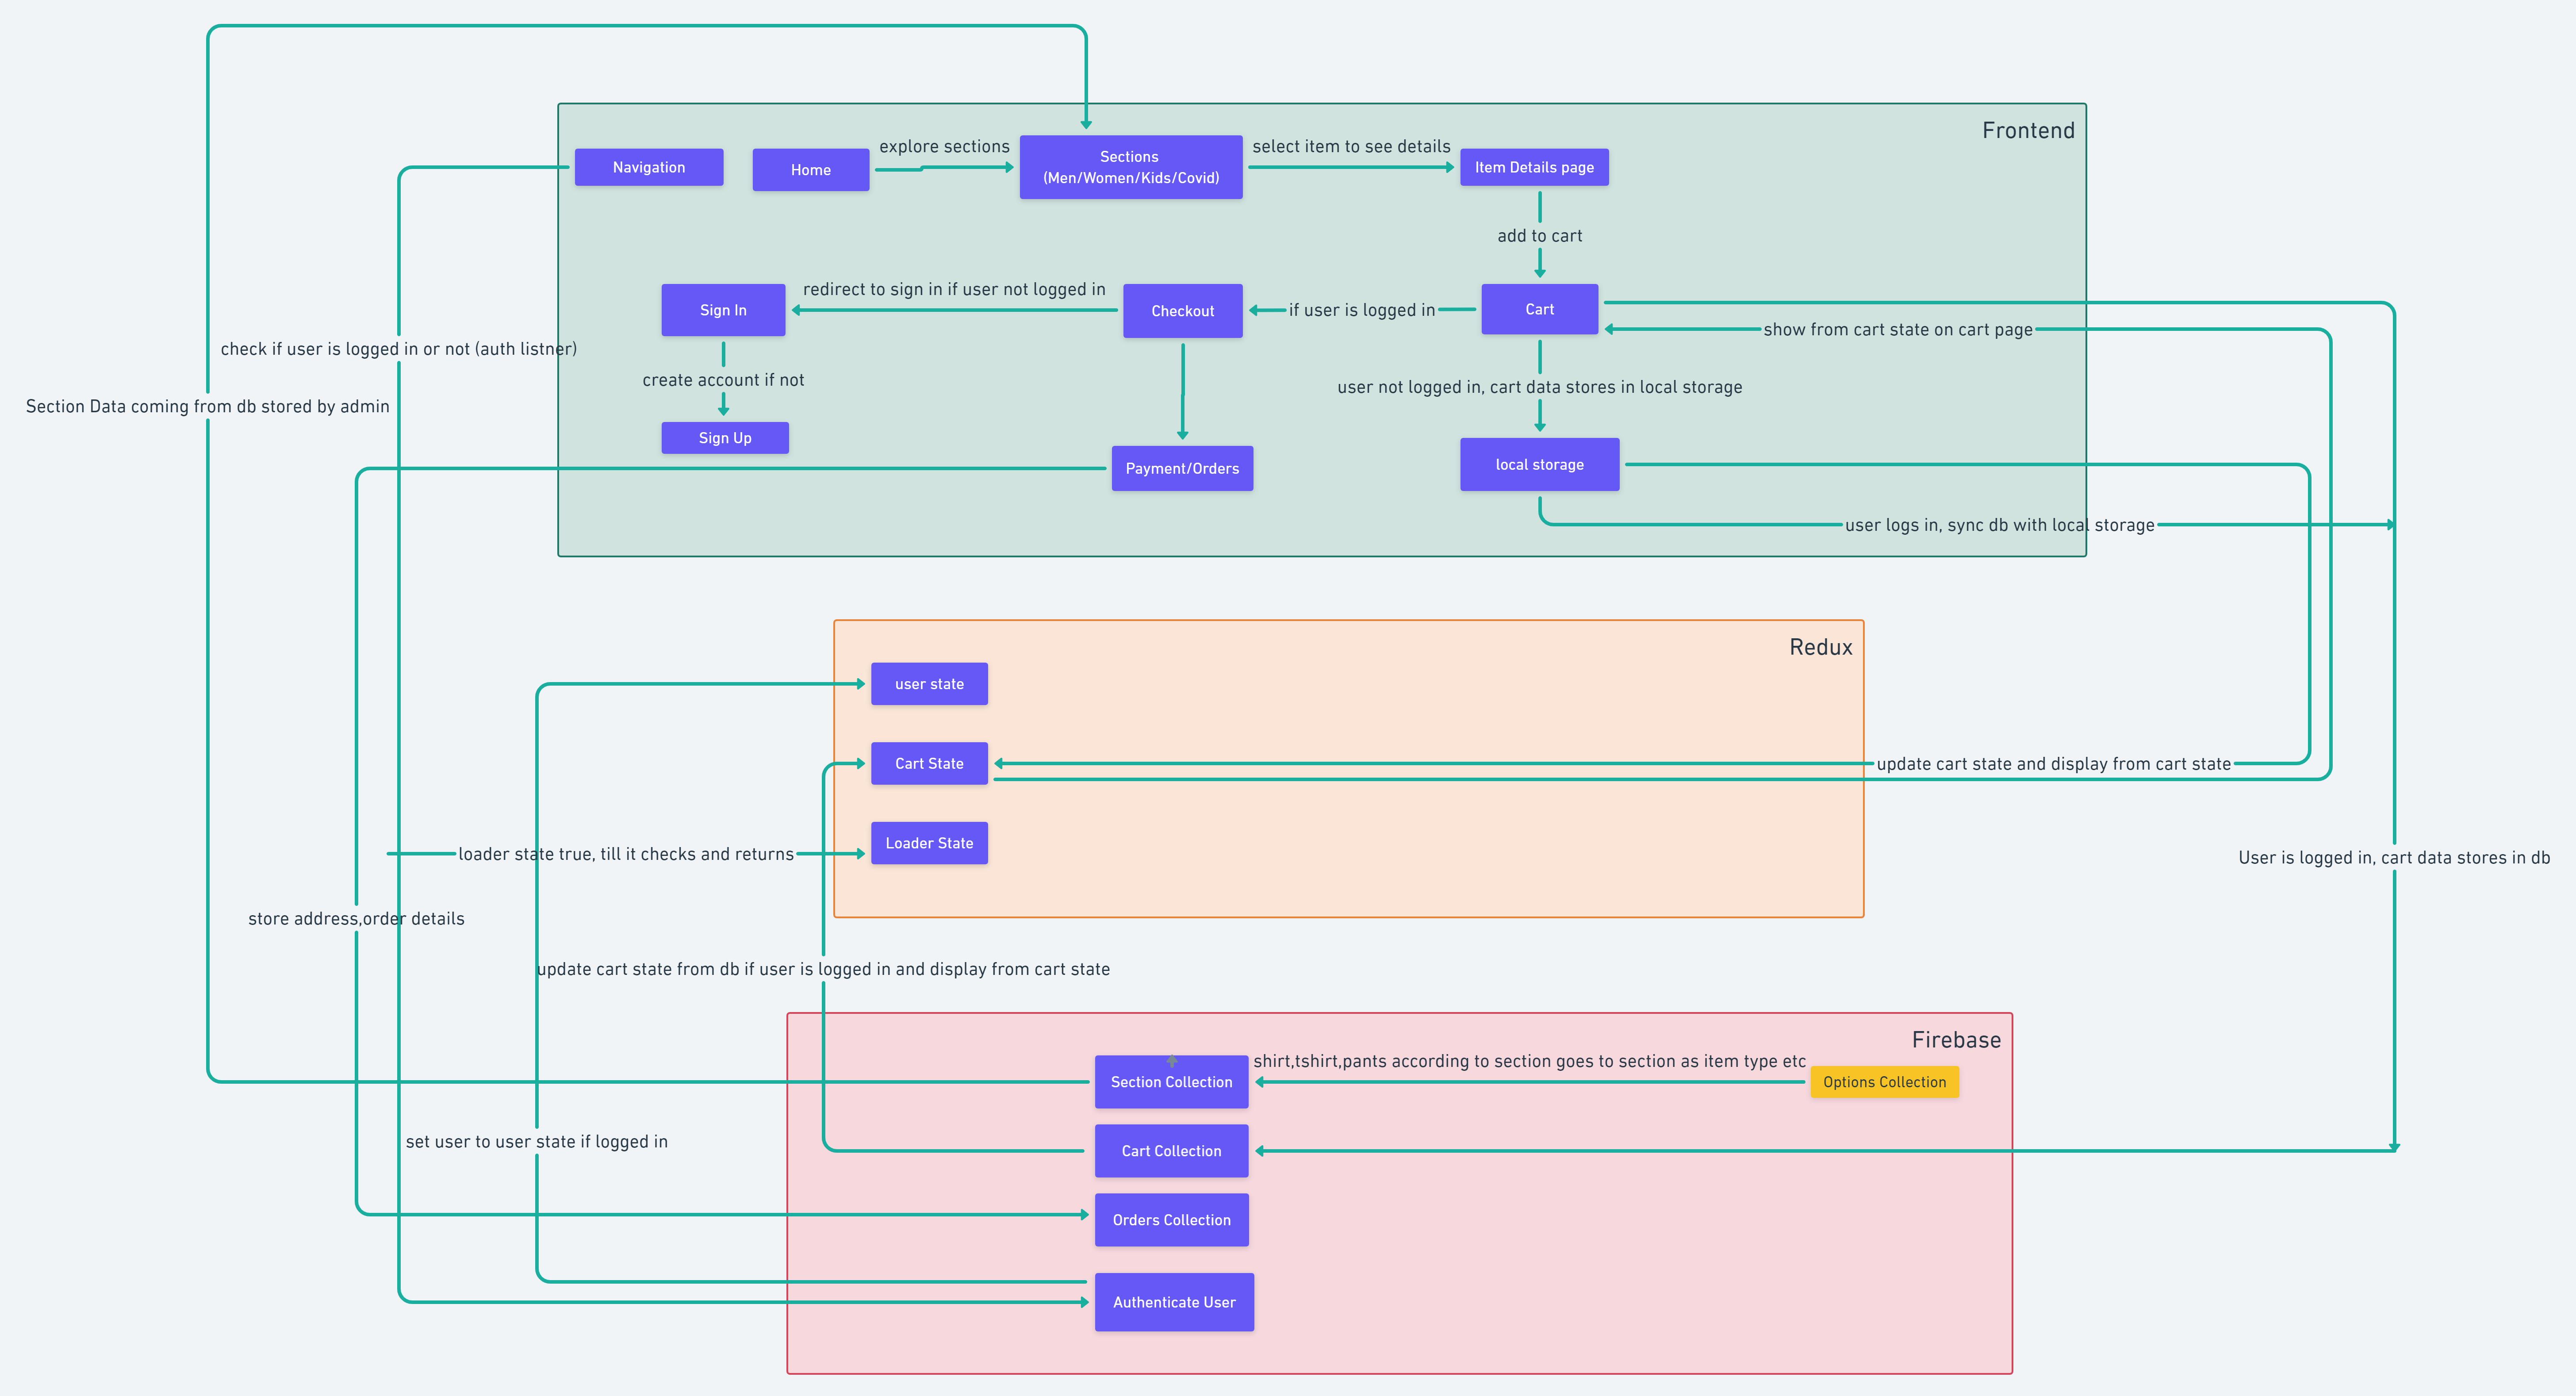 Frontend
Navigation
Home
explore sections
Sections
(Men/Women/Kids/Covid)
select item to see details
Item Details page
add to cart
Sign In
redirect to sign in if user not logged in
Checkout
if user is logged in
Cart
show from cart state on cart page
check if user is logged in or not (auth listner)
create account if not
user not logged in, cart data stores in local storage
Section Data coming from db stored by admin
Sign Up
Payment/Orders
local storage
user logs in, sync db with local storage
Redux
user state
Cart State
update cart state and display from cart state
Loader State
loader state true, till it checks and returns
User is logged in, cart data stores in db
store address,order details
update cart state from db if user is logged in and display from cart state
Firebase
shirt,tshirt,pants according to section goes to section as item type etc
Section Collection
Options Collection
set user to user state if logged in
Cart Collection
Orders Collection
Authenticate User